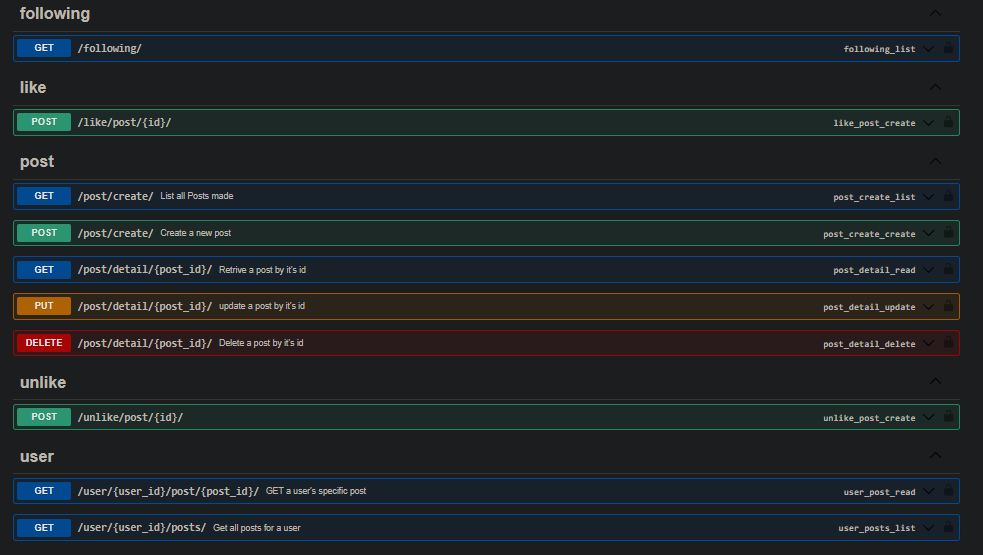 following
GET /following/ following_list
like
POST /like/post/{id}/ like_post_create
post
GET /post/create/ List all Posts made post_create_list
POST /post/create/ Create a new post post_create_create
GET /post/detail/{post_id}/ Retrive a post by it's id post_detail_read
PUT /post/detail/{post_id}/ update a post by it's id post_detail_update
DELETE /post/detail/{post_id}/ Delete a post by it's id post_detail_delete
unlike
POST /unlike/post/{id}/ unlike_post_create
user
GET /user/{user_id}/post/{post_id}/ GET a user's specific post user_post_read
GET /user/{user_id}/posts/ Get all posts for a user user_posts_list